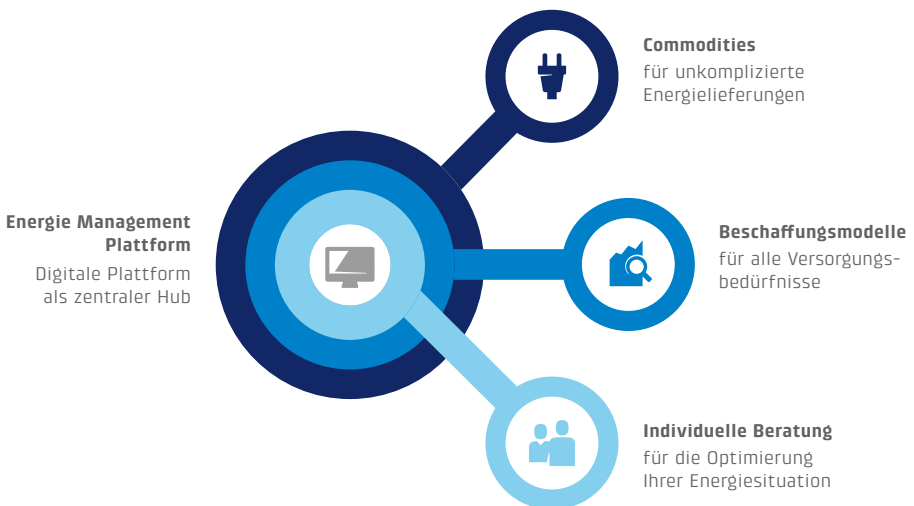 Energie Management
Plattform
Digitale Plattform
als zentraler Hub
Commodities
für unkomplizierte
Energielieferungen
Beschaffungsmodelle
für alle Versorgungs-
bedürfnisse
Individuelle Beratung
für die Optimierung
Ihrer Energiesituation